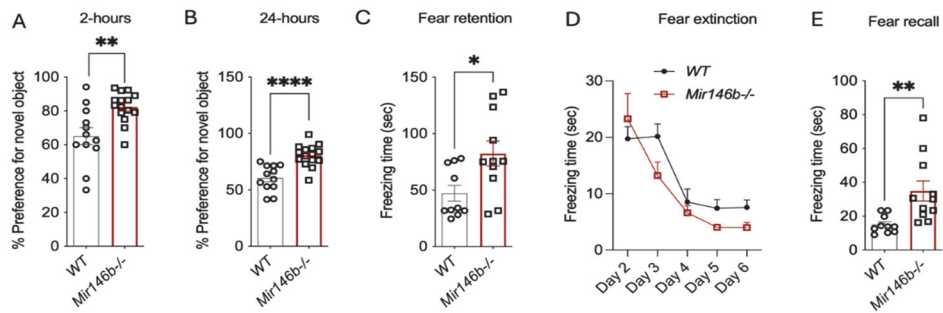 A
2-hours
**
% Preference for novel object
100
80
60
40
20
0
WT
Mir146b-/-
B
24-hours
****
% Preference for novel object
150
100
50
0
WT
Mir146b-/-
C
Fear retention
*
Freezing (sec)
200
150
100
50
0
WT
Mir146b-/-
D
Fear extinction
WT
Mir146b-/-
Freezing time (sec)
30
20
10
0
Day 2
Day 3
Day 4
Day 5
Day 6
E
Fear recall
**
Freezing time (sec)
100
80
60
40
20
0
WT
Mir146b-/-